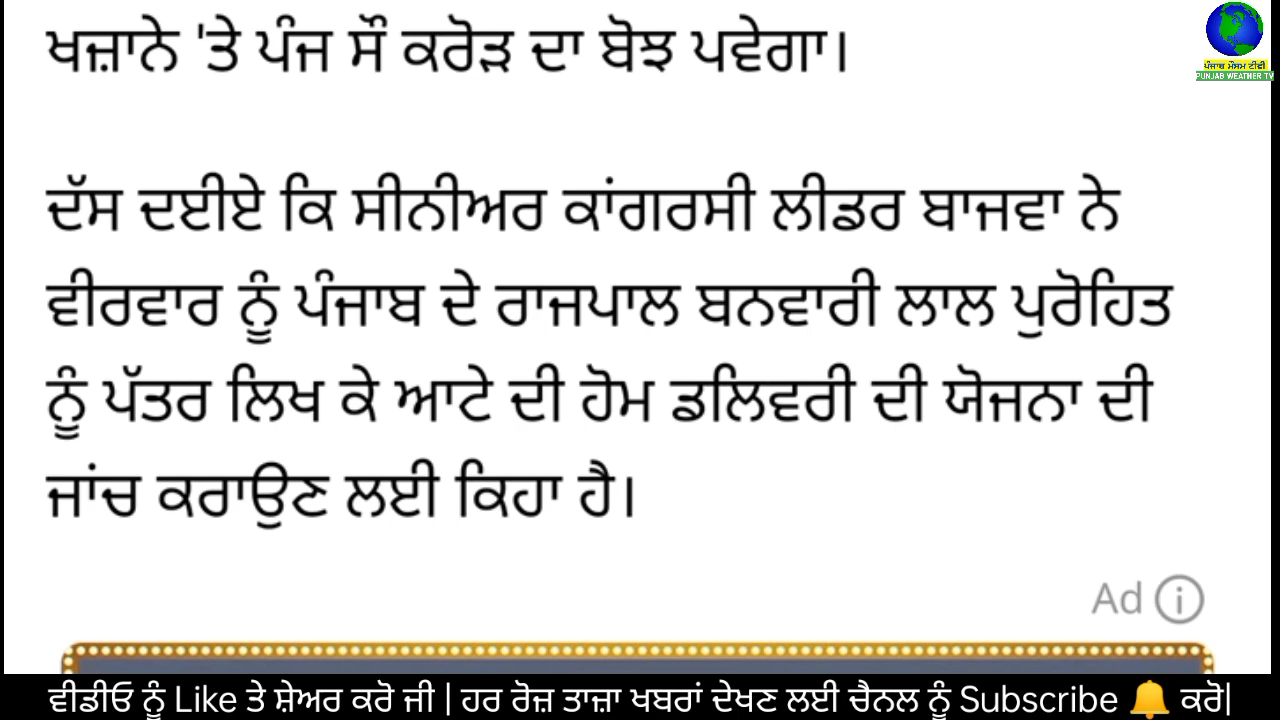 ਖਜ਼ਾਨੇ 'ਤੇ ਪੰਜ ਸੌ ਕਰੋੜ ਦਾ ਬੋਝ ਪਵੇਗਾ।
ਪੰਜਾਬ ਮੌਸਮ ਟੀਵੀ
PUNJAB WEATHER TV
ਦੱਸ ਦਈਏ ਕਿ ਸੀਨੀਅਰ ਕਾਂਗਰਸੀ ਲੀਡਰ ਬਾਜਵਾ ਨੇ
ਵੀਰਵਾਰ ਨੂੰ ਪੰਜਾਬ ਦੇ ਰਾਜਪਾਲ ਬਨਵਾਰੀ ਲਾਲ ਪੁਰੋਹਿਤ
ਨੂੰ ਪੱਤਰ ਲਿਖ ਕੇ ਆਟੇ ਦੀ ਹੋਮ ਡਲਿਵਰੀ ਦੀ ਯੋਜਨਾ ਦੀ
ਜਾਂਚ ਕਰਾਉਣ ਲਈ ਕਿਹਾ ਹੈ।
Ad
ਵੀਡੀਓ ਨੂੰ Like ਤੇ ਸ਼ੇਅਰ ਕਰੋ ਜੀ | ਹਰ ਰੋਜ਼ ਤਾਜ਼ਾ ਖਬਰਾਂ ਦੇਖਣ ਲਈ ਚੈਨਲ ਨੂੰ Subscribe 🔔 ਕਰੋ|